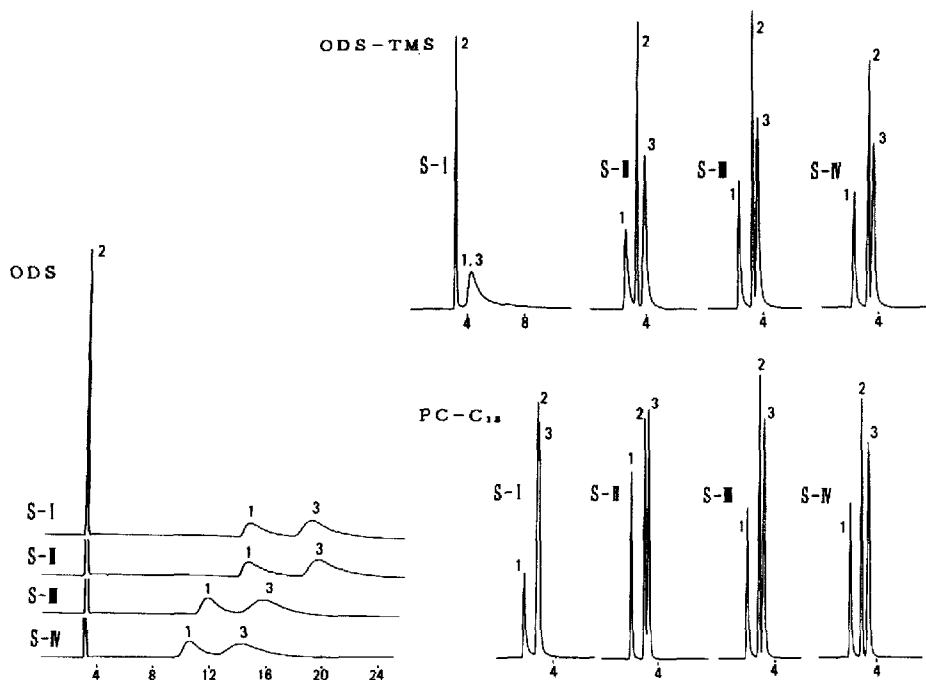 ODS-TMS
2 2 2 2
S-I 1,3 4 8
S-Ⅱ 1 3 4
S-Ⅲ 1 3 4
S-Ⅳ 1 3 4
ODS
2
S-I 1 3
S-Ⅱ 1 3
S-Ⅲ 1 3
S-Ⅳ 1 3
4 8 12 16 20 24
PC-C₁₈
S-I 1 2 3 4
S-Ⅱ 1 2 3 4
S-Ⅲ 1 2 3 4
S-Ⅳ 1 2 3 4